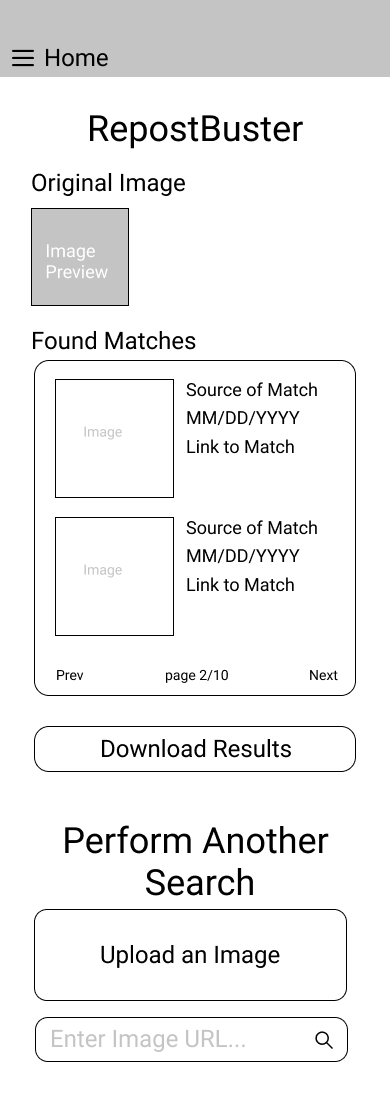 Home
RepostBuster
Original Image
Image
Preview
Found Matches
Image
Source of Match
MM/DD/YYYY
Link to Match
Image
Source of Match
MM/DD/YYYY
Link to Match
Prev page 2/10 Next
Download Results
Perform Another
Search
Upload an Image
Enter Image URL...